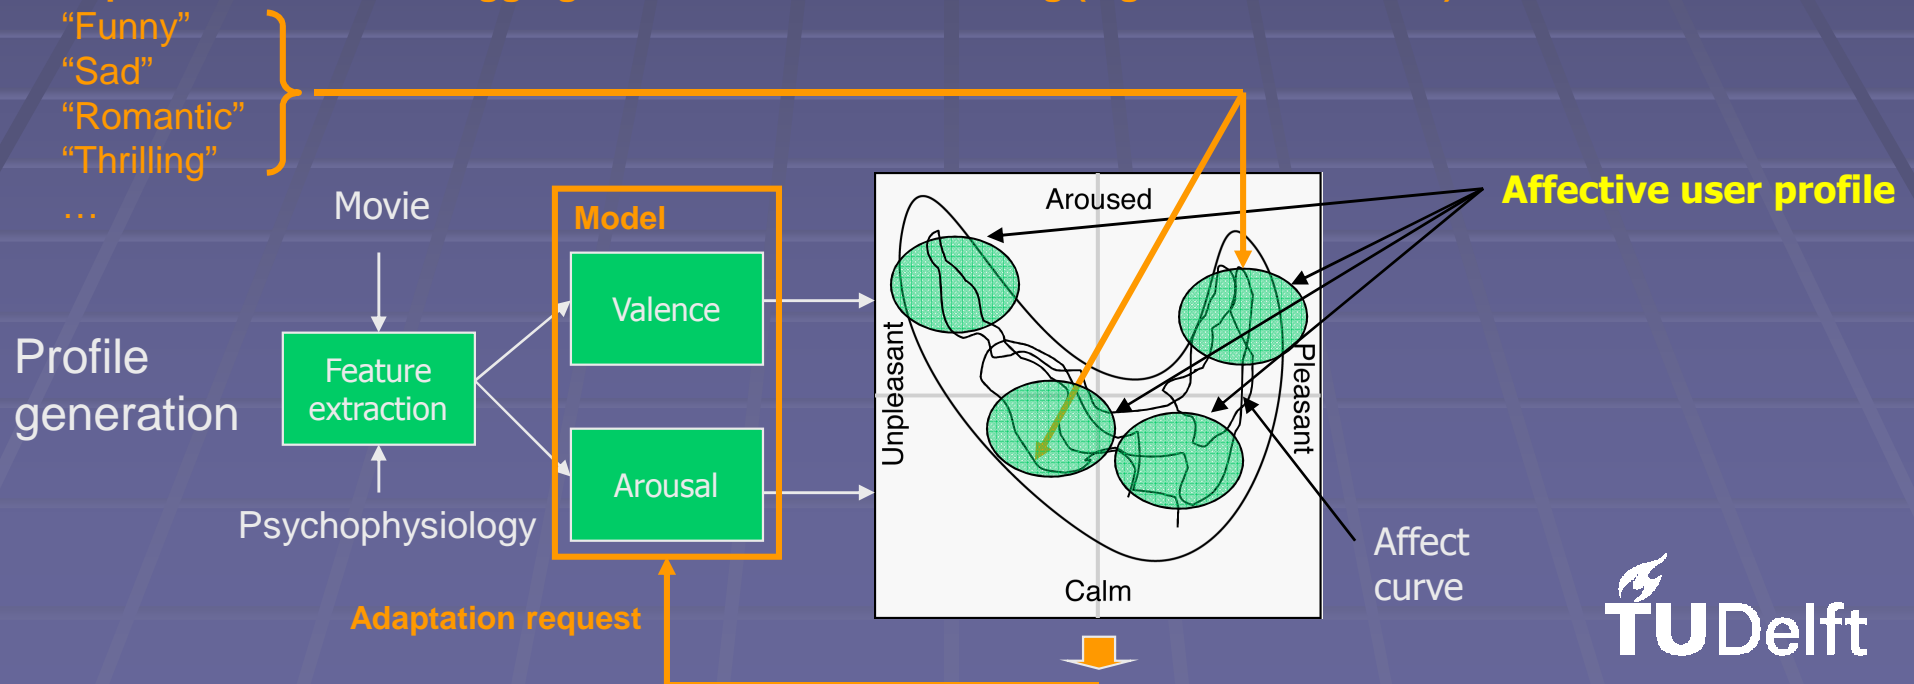 “Funny”
“Sad”
“Romantic”
“Thrilling”
…
Movie
Model
Aroused
Affective user profile
Valence
Unpleasant
Pleasant
Profile
generation
Feature
extraction
Arousal
Psychophysiology
Affect
curve
Calm
Adaptation request
TUDelft